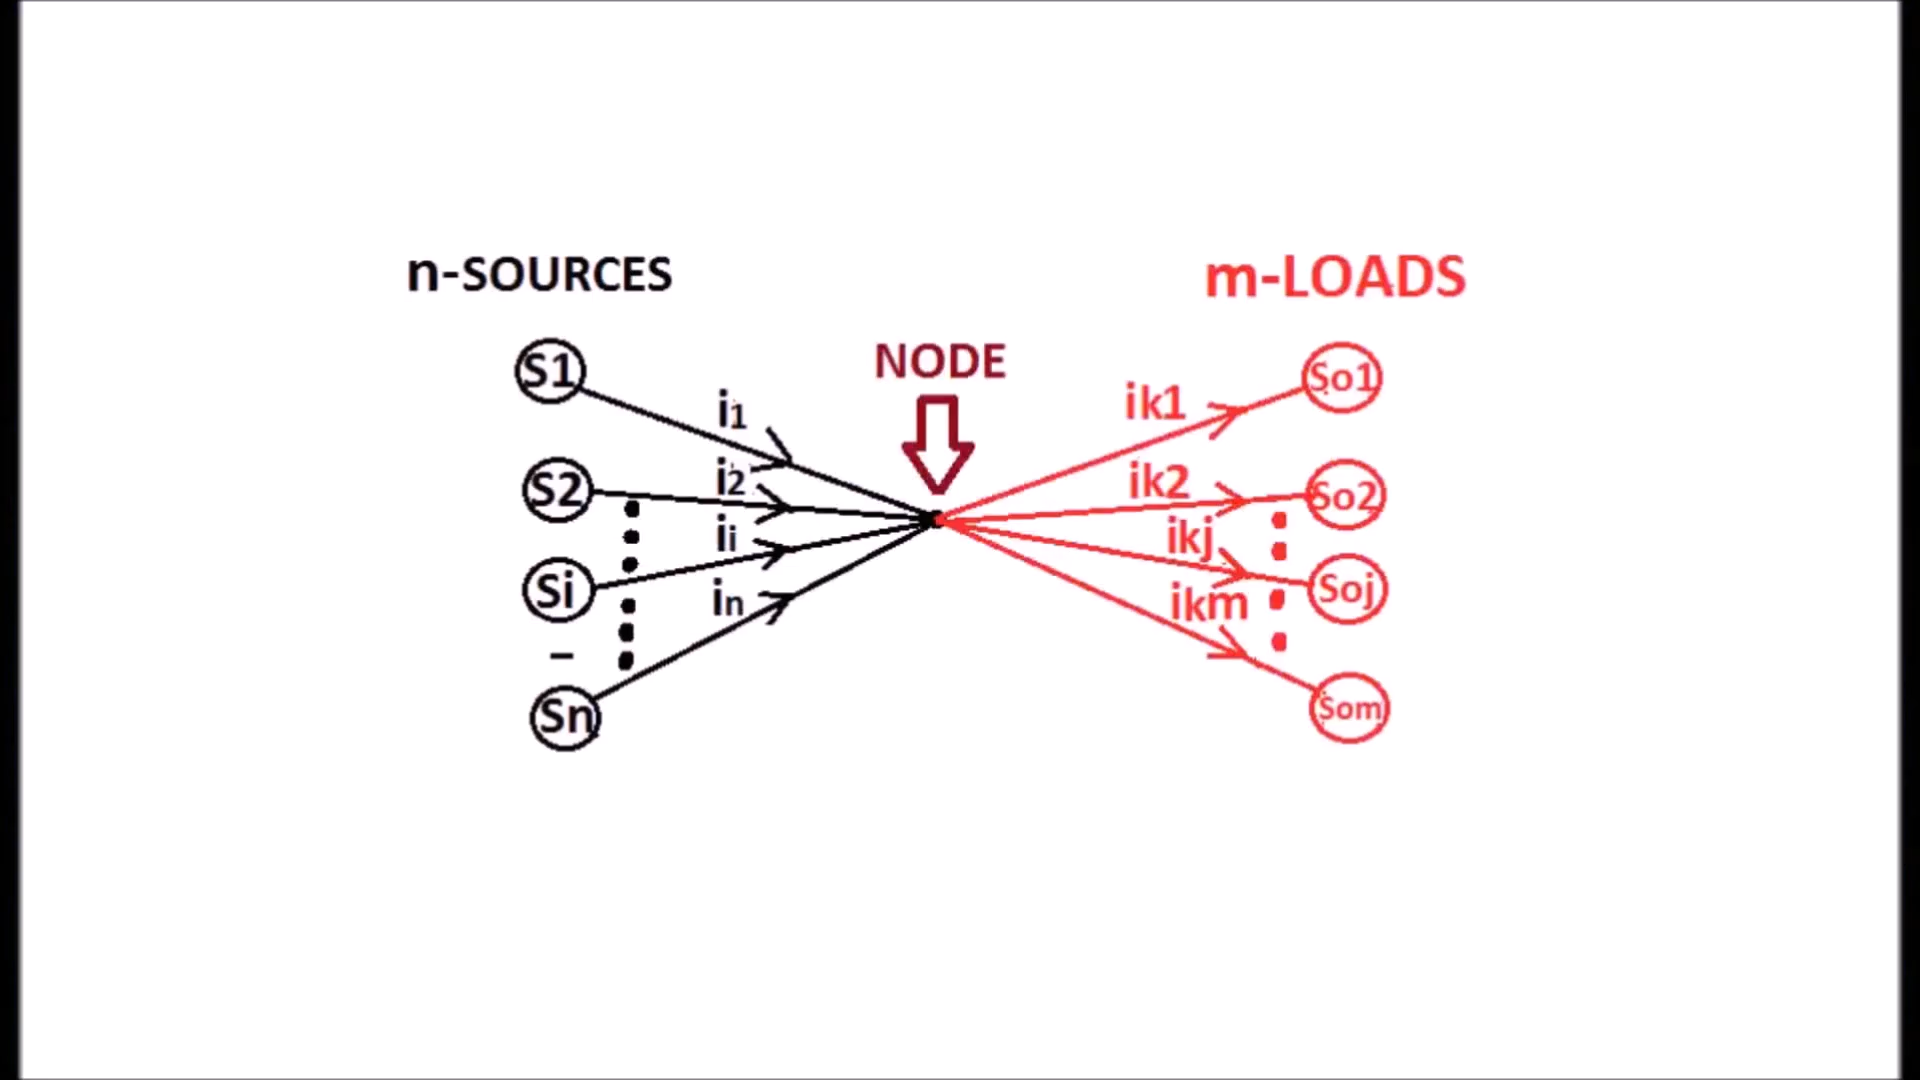 n-SOURCES
m-LOADS
NODE
S1
i1
ik1
So1
S2
i2
ik2
So2
Si
ii
ikj
Soj
in
ikm
Sn
Som